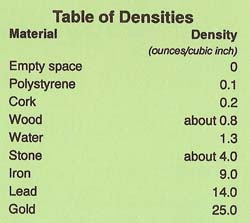 Table of Densities
Material Density
(ounces/cubic inch)
Empty space 0
Polystyrene 0.1
Cork 0.2
Wood about 0.8
Water 1.3
Stone about 4.0
Iron 9.0
Lead 14.0
Gold 25.0